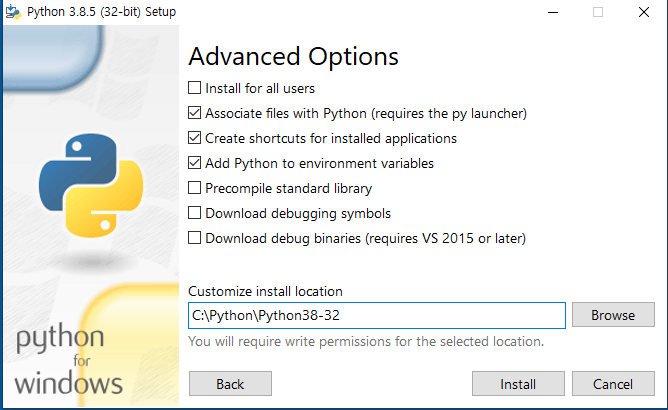 Python 3.8.5 (32-bit) Setup
Advanced Options
Install for all users
Associate files with Python (requires the py launcher)
Create shortcuts for installed applications
Add Python to environment variables
Precompile standard library
Download debugging symbols
Download debug binaries (requires VS 2015 or later)
Customize install location
C:\Python\Python38-32
Browse
You will require write permissions for the selected location.
python
for
windows
Back
Install
Cancel